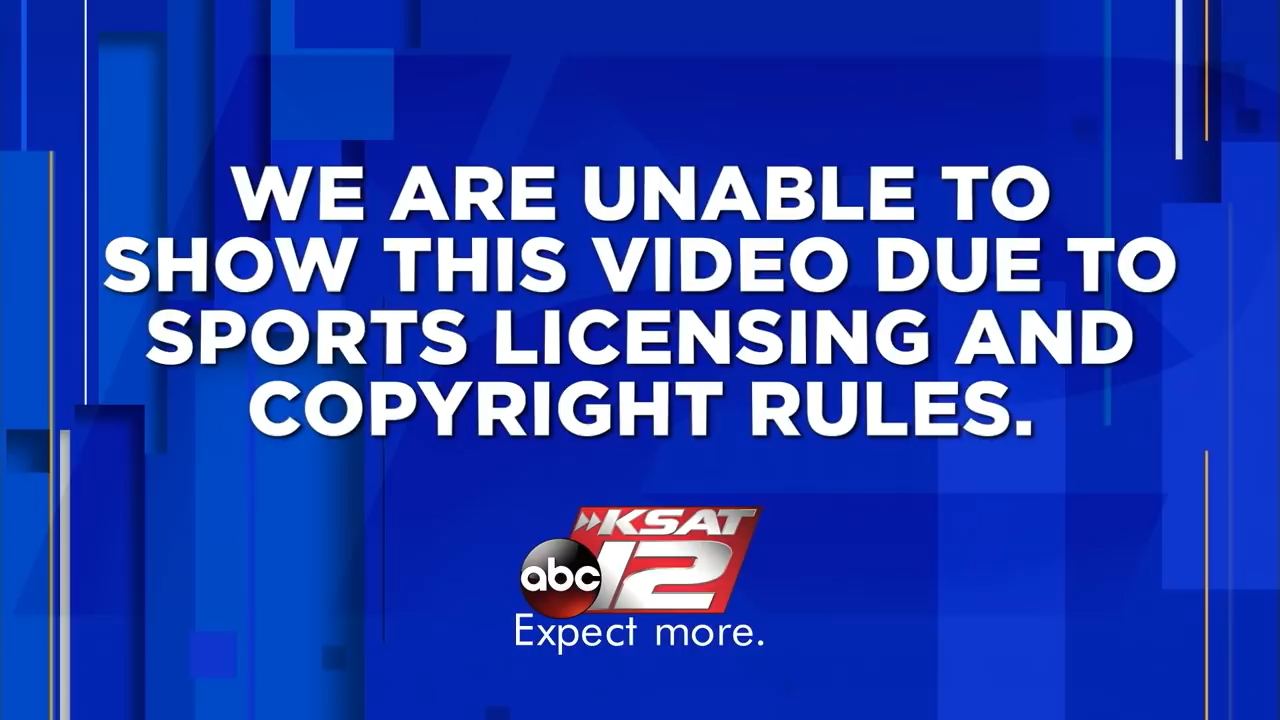 WE ARE UNABLE TO
SHOW THIS VIDEO DUE TO
SPORTS LICENSING AND
COPYRIGHT RULES.
KSAT
abc 12
Expect more.